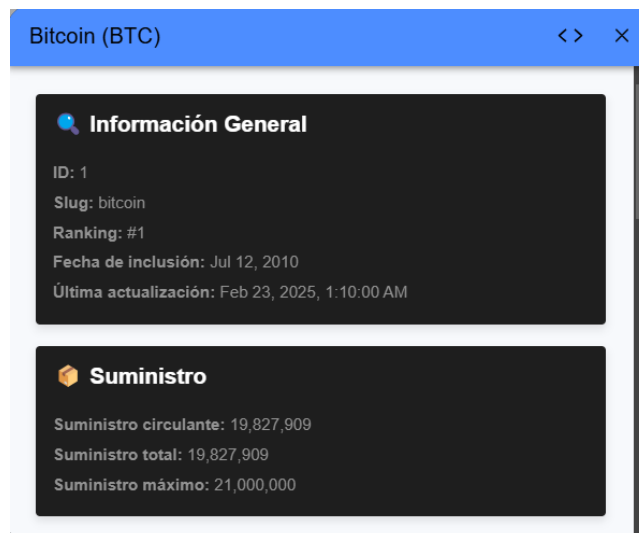 Bitcoin (BTC)
Información General
ID: 1
Slug: bitcoin
Ranking: #1
Fecha de inclusión: Jul 12, 2010
Última actualización: Feb 23, 2025, 1:10:00 AM
Suministro
Suministro circulante: 19,827,909
Suministro total: 19,827,909
Suministro máximo: 21,000,000